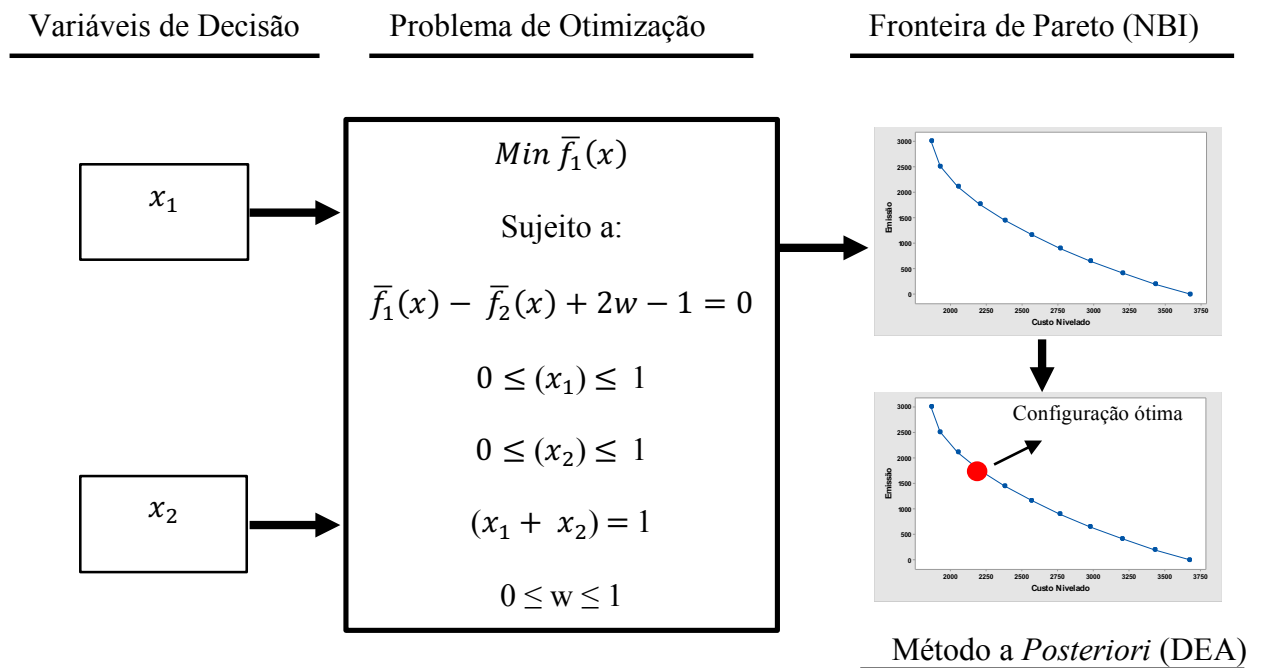 Variáveis de Decisão
Problema de Otimização
Fronteira de Pareto (NBI)
x₁
x₂
Min f̅₁(x)
Sujeito a:
f̅₁(x) − f̅₂(x) + 2w − 1 = 0
0 ≤ (x₁) ≤ 1
0 ≤ (x₂) ≤ 1
(x₁ + x₂) = 1
0 ≤ w ≤ 1
Emissão
3000
2500
2000
1500
1000
500
0
2000 2250 2500 2750 3000 3250 3500 3750
Custo Nivelado
Configuração ótima
Emissão
3000
2500
2000
1500
1000
500
0
2000 2250 2500 2750 3000 3250 3500 3750
Custo Nivelado
Método a Posteriori (DEA)